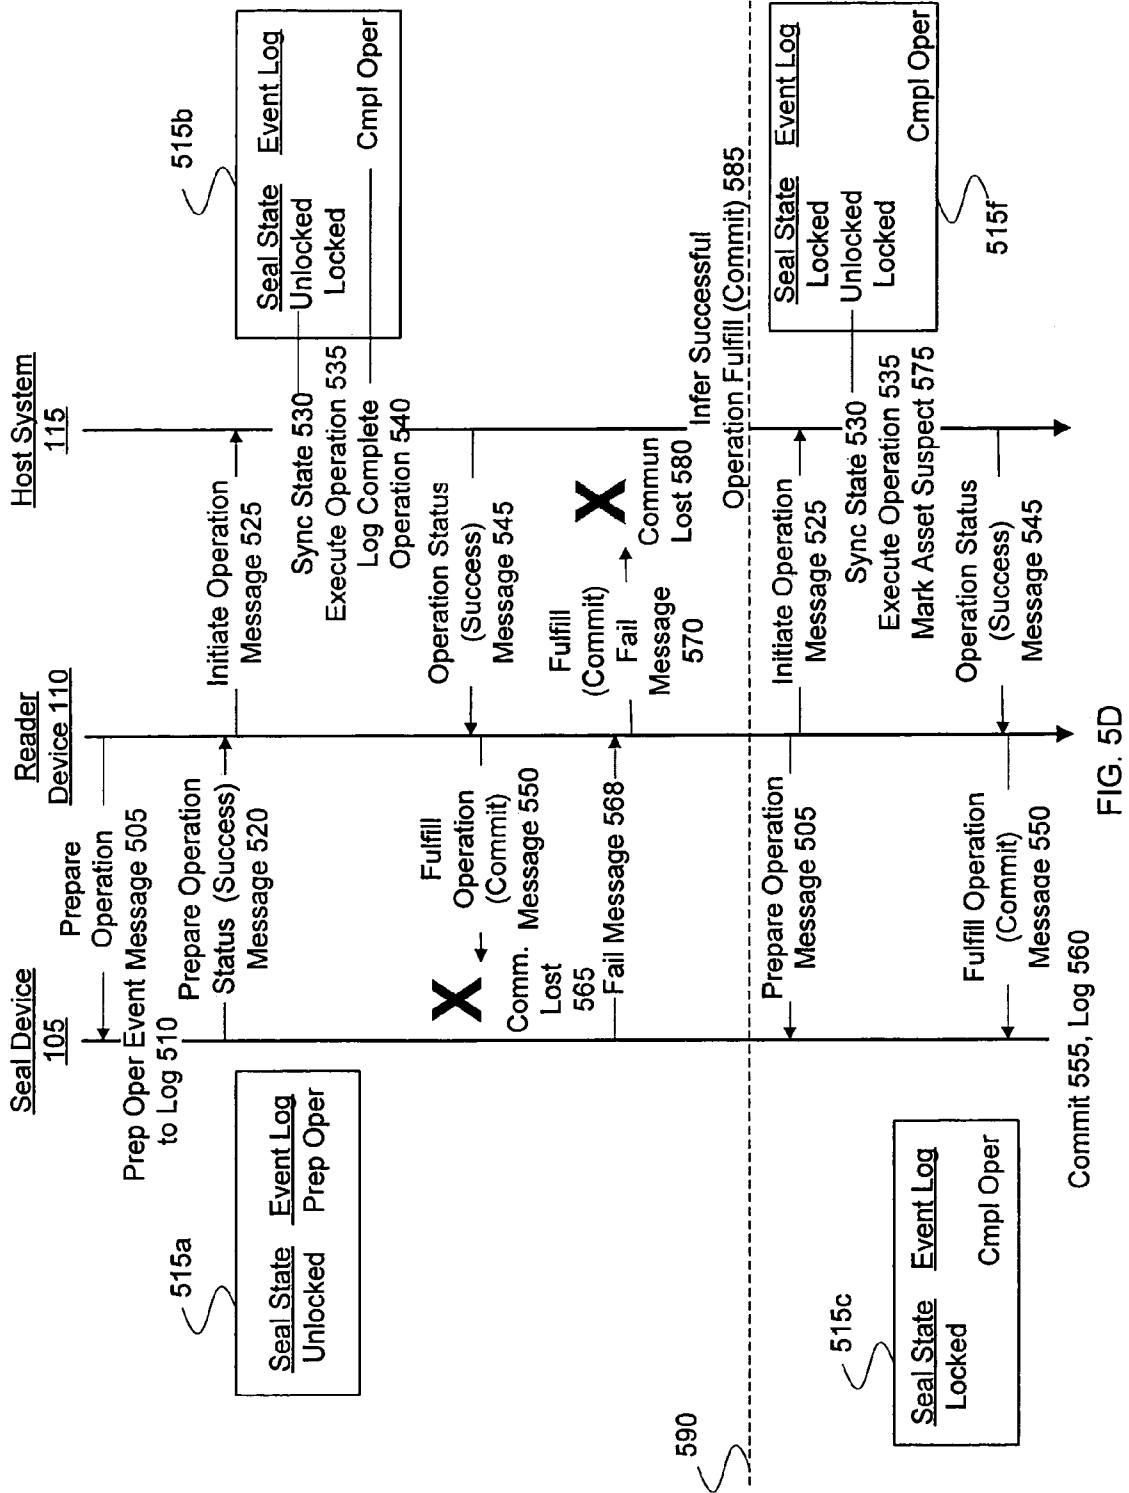 Seal Device
105
Reader
Device 110
Host System
115
Prepare
Operation
Message 505
Prep Oper Event
to Log 510
515a
Seal State
Event Log
Unlocked
Prep Oper
Prepare Operation
Status (Success)
Message 520
Initiate Operation
Message 525
Sync State 530
Execute Operation 535
Log Complete
Operation 540
515b
Seal State
Event Log
Unlocked
Locked
Cmpl Oper
Operation Status
(Success)
Message 545
Fulfill
Operation
(Commit)
Message 550
X
Comm.
Lost
565
Fail Message 568
Fulfill
(Commit)
Fail
Message
570
X
Commun
Lost 580
Infer Successful
Operation Fulfill (Commit) 585
590
Prepare Operation
Message 505
Initiate Operation
Message 525
Sync State 530
Execute Operation 535
Mark Asset Suspect 575
Seal State
Event Log
Locked
Unlocked
Locked
Cmpl Oper
515f
Operation Status
(Success)
Message 545
Fulfill Operation
(Commit)
Message 550
515c
Seal State
Event Log
Locked
Cmpl Oper
Commit 555, Log 560
FIG. 5D